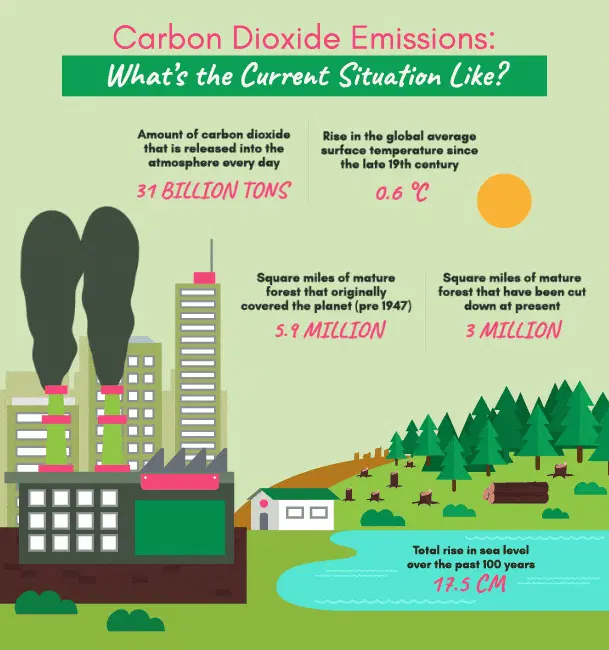 Carbon Dioxide Emissions:
What's the Current Situation Like?
Amount of carbon dioxide
that is released into the
atmosphere every day
31 BILLION TONS
Rise in the global average
surface temperature since
the late 19th century
0.6 °C
Square miles of mature
forest that originally
covered the planet (pre 1947)
5.9 MILLION
Square miles of mature
forest that have been cut
down at present
3 MILLION
Total rise in sea level
over the past 100 years
17.5 CM